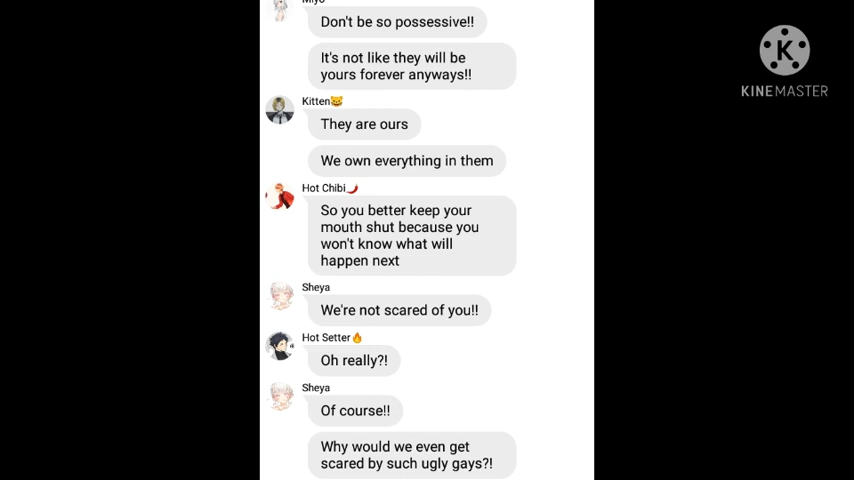 Miyo
Don't be so possessive!!
It's not like they will be
yours forever anyways!!
Kitten😼
They are ours
We own everything in them
Hot Chibi🌶️
So you better keep your
mouth shut because you
won't know what will
happen next
Sheya
We're not scared of you!!
Hot Setter🔥
Oh really?!
Sheya
Of course!!
Why would we even get
scared by such ugly gays?!
K
KINEMASTER